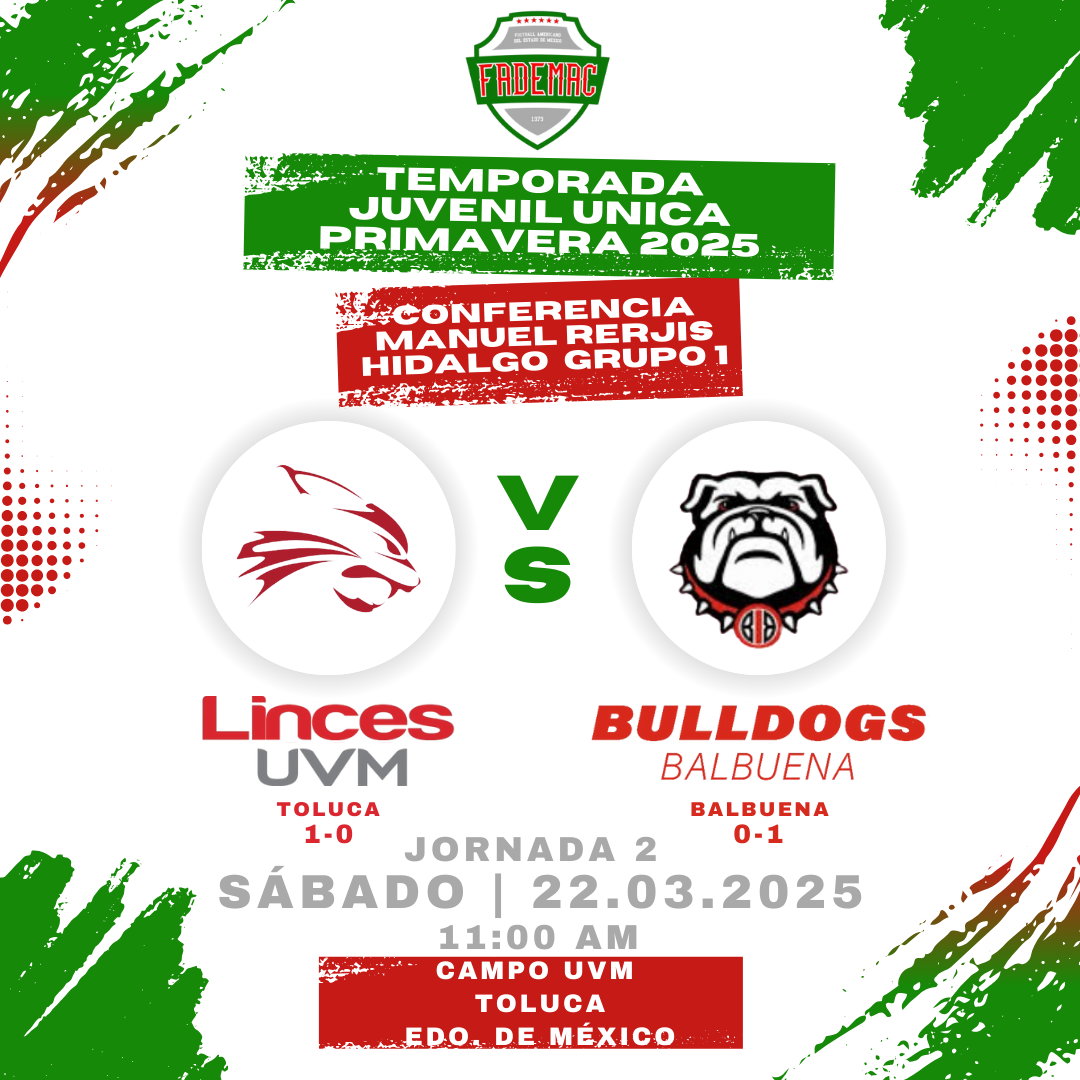 FOOTBALL AMERICANO
DEL ESTADO DE MEXICO
FADEMAC
1973
TEMPORADA
JUVENIL UNICA
PRIMAVERA 2025
CONFERENCIA
MANUEL RERJIS
HIDALGO GRUPO 1
V
S
BB
Linces
UVM
BULLDOGS
BALBUENA
TOLUCA
1-0
BALBUENA
0-1
JORNADA 2
SÁBADO | 22.03.2025
11:00 AM
CAMPO UVM
TOLUCA
EDO. DE MÉXICO